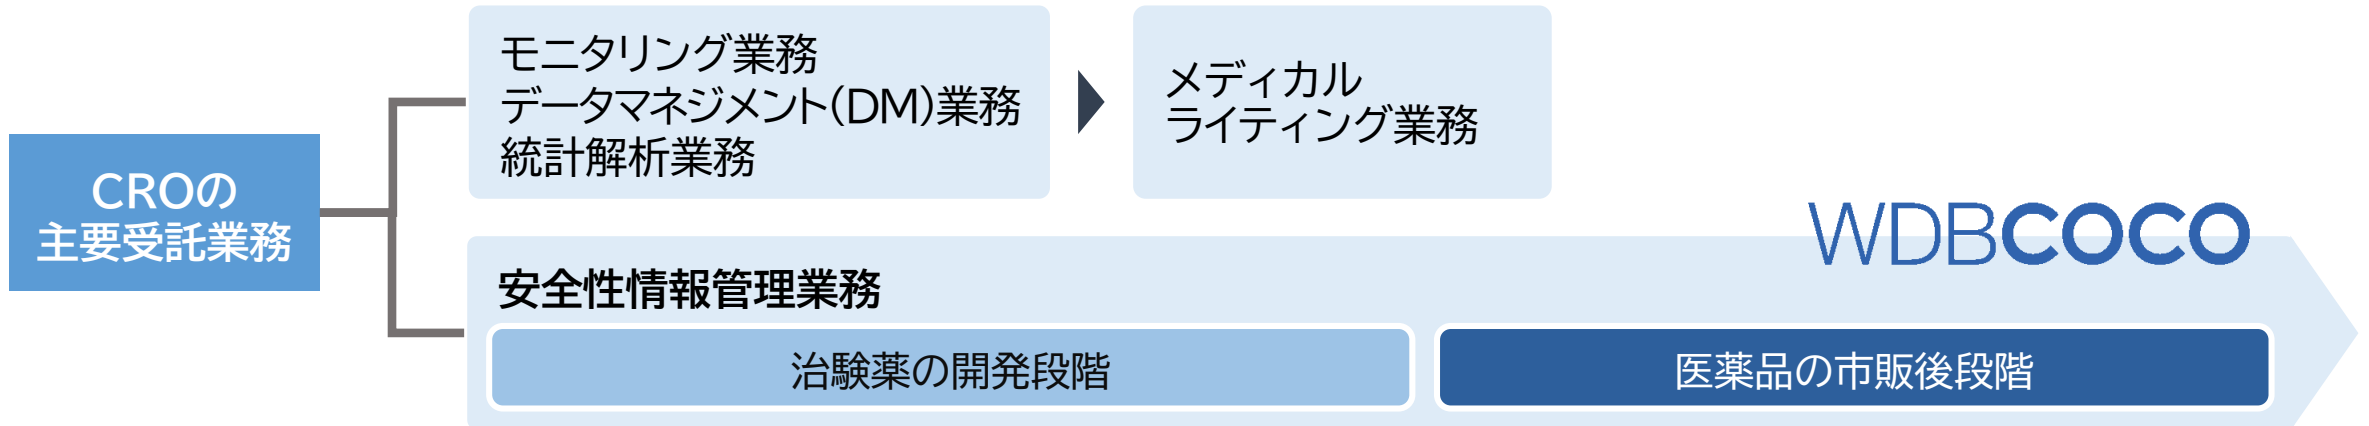 CROの
主要受託業務
モニタリング業務
データマネジメント(DM)業務
統計解析業務
メディカル
ライティング業務
WDBCOCO
安全性情報管理業務
治験薬の開発段階
医薬品の市販後段階